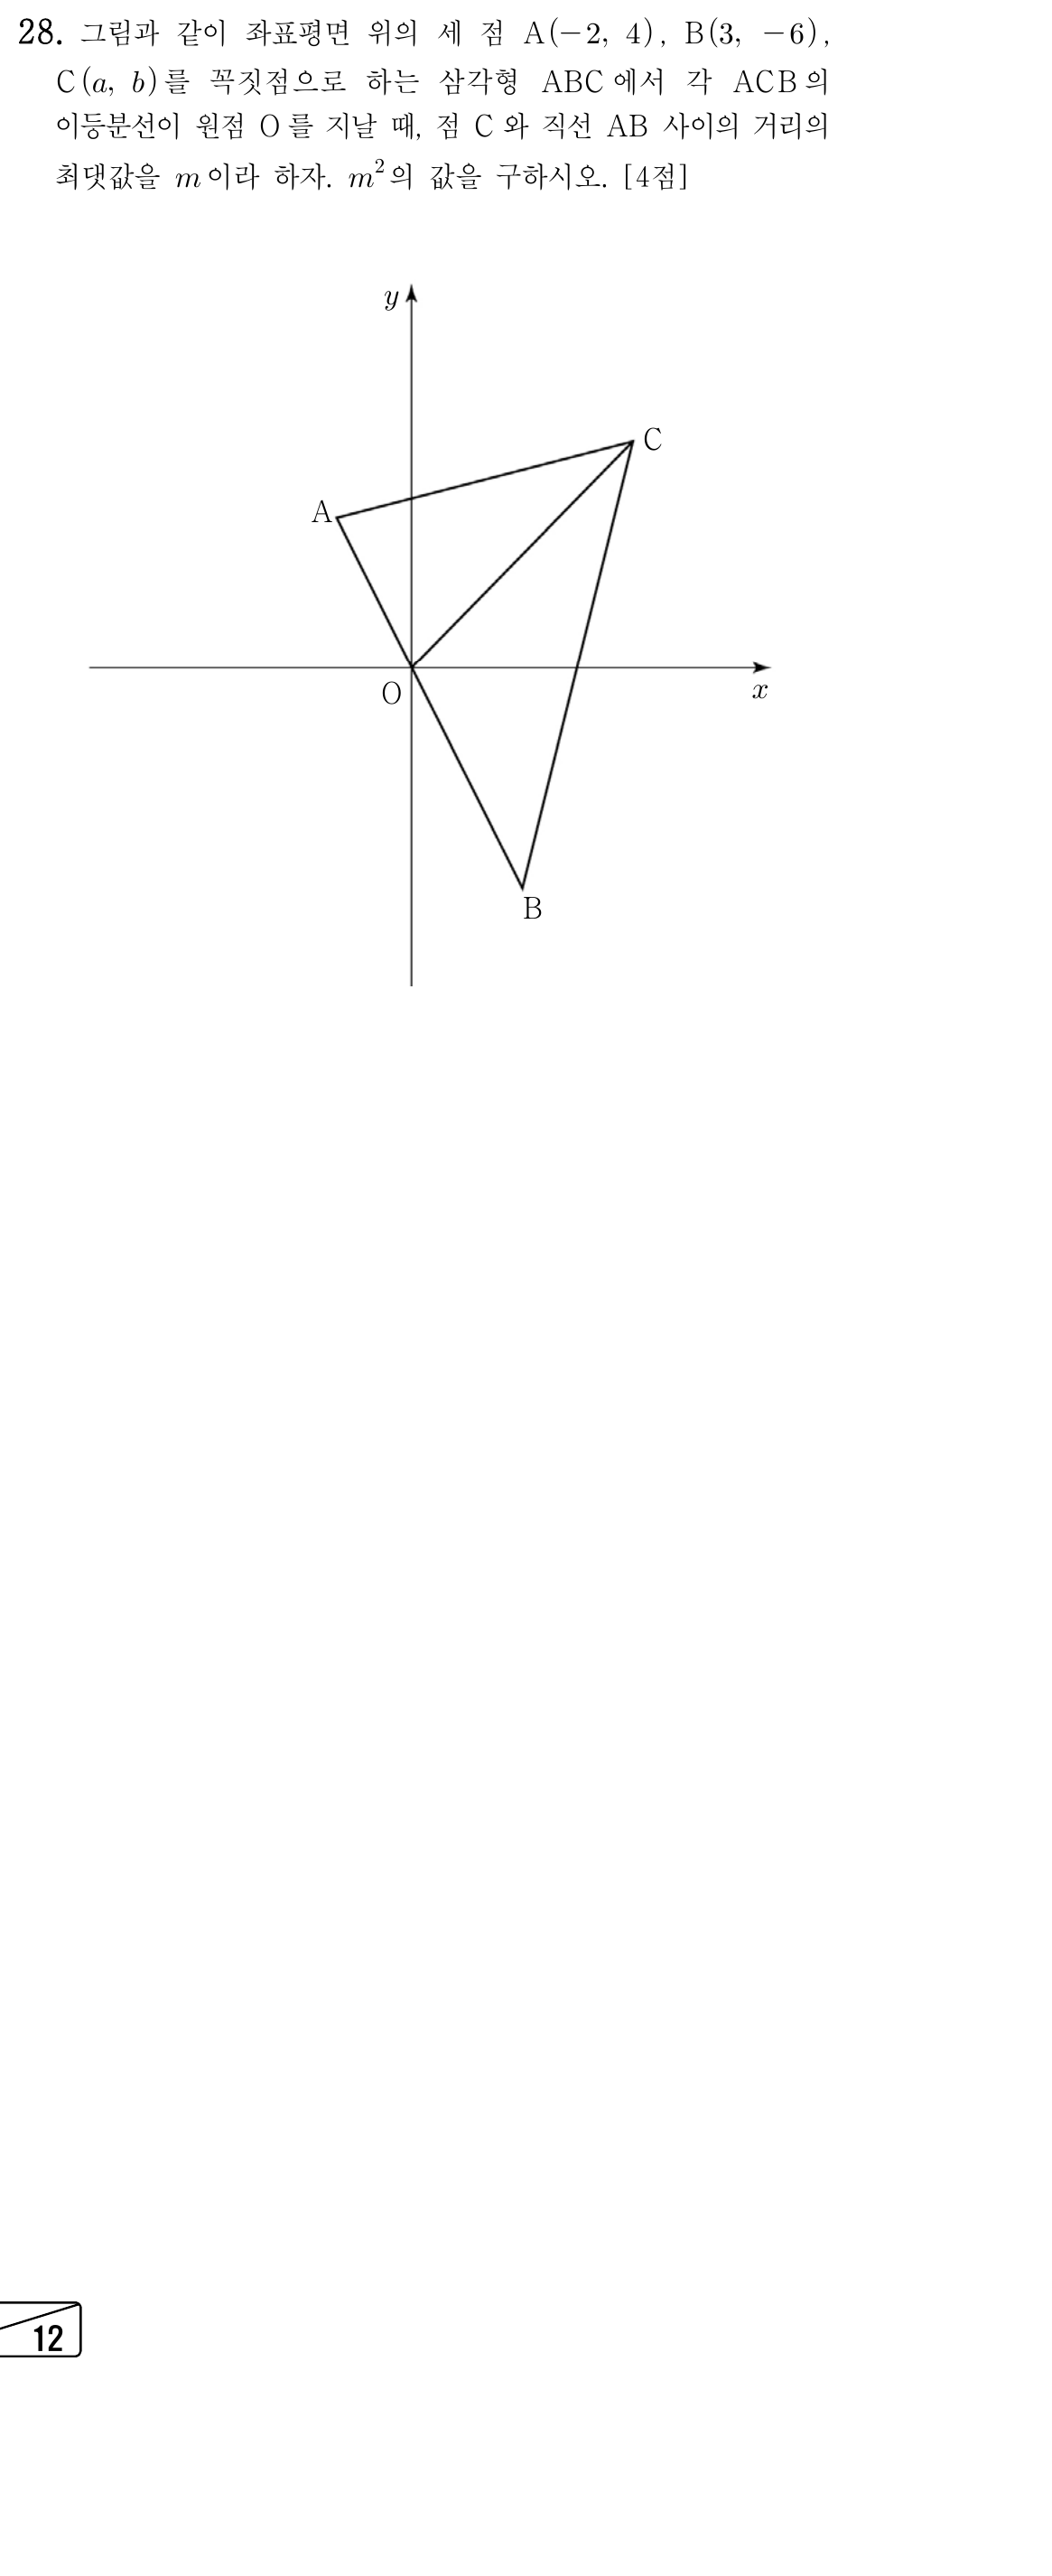 28. 그림과 같이 좌표평면 위의 세 점 A(−2, 4), B(3, −6),
C(a, b)를 꼭짓점으로 하는 삼각형 ABC에서 각 ACB의
이등분선이 원점 O를 지날 때, 점 C와 직선 AB 사이의 거리의
최댓값을 m이라 하자. m²의 값을 구하시오. [4점]
y
C
A
O
x
B
12